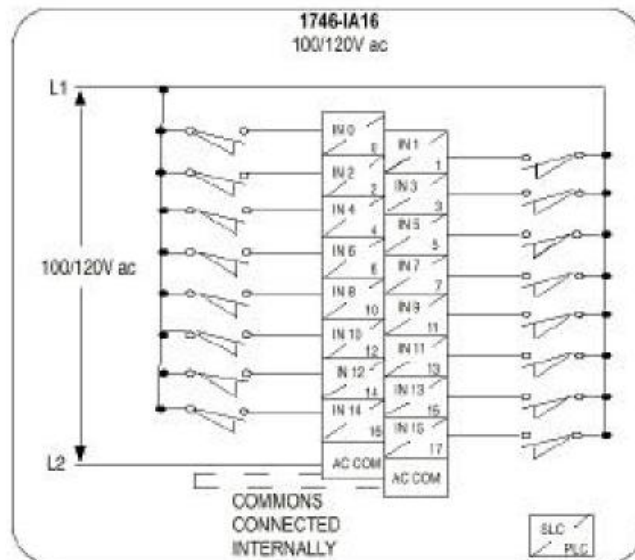 1746-IA16
100/120V ac
L1
IN 0
0
IN 1
1
IN 2
2
IN 3
3
IN 4
4
IN 5
5
IN 6
6
IN 7
7
IN 8
10
IN 9
11
IN 10
12
IN 11
13
IN 12
14
IN 13
15
IN 14
16
IN 15
17
100/120V ac
L2
AC COM
AC COM
COMMONS
CONNECTED
INTERNALLY
SLC
PLC